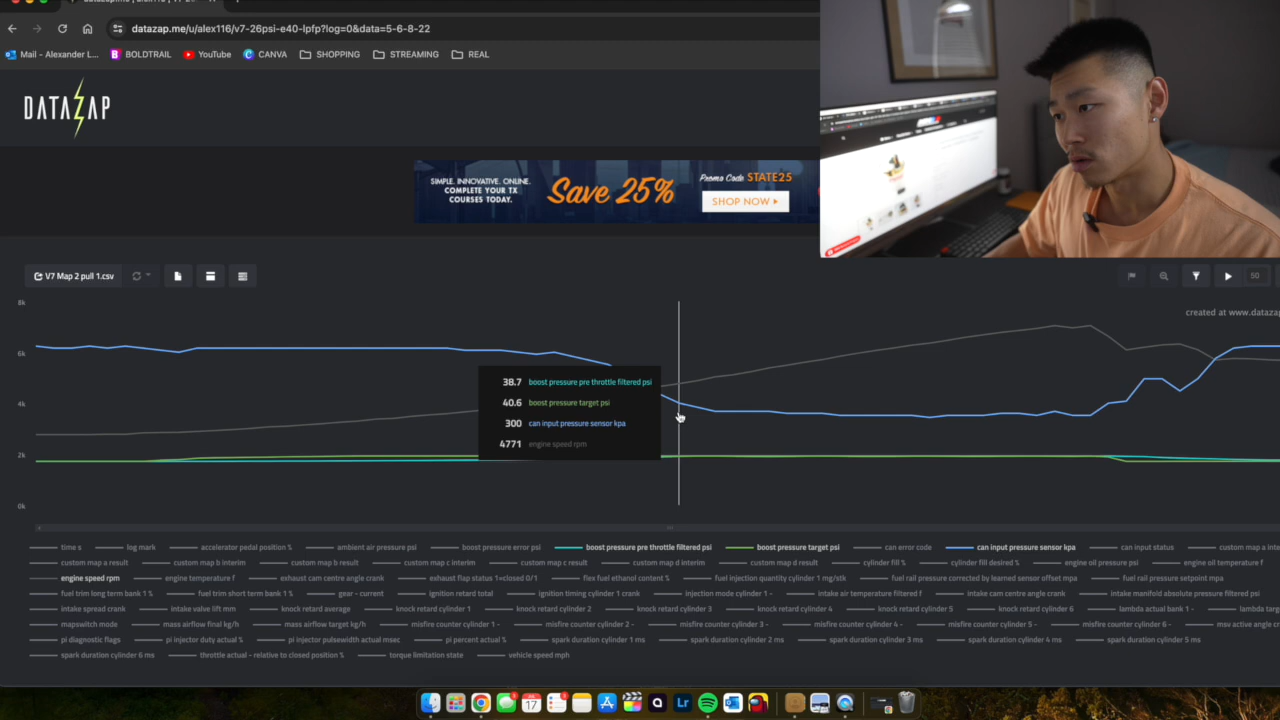 datazap.me/u/alex116/v7-26psi-e40-lpfp?log=0&data=5-6-8-22
Mail - Alexander L... BOLDTRAIL YouTube CANVA SHOPPING STREAMING REAL
DATAZAP
SIMPLE. INNOVATIVE. ONLINE.
COMPLETE YOUR TX
COURSES TODAY.
Save 25%
Promo Code STATE25
SHOP NOW
V7 Map 2 pull 1.csv
50
8k
created at www.datazap
6k
4k
2k
0k
38.7 boost pressure pre throttle filtered psi
40.6 boost pressure target psi
300 can input pressure sensor kpa
4771 engine speed rpm
time s log mark accelerator pedal position % ambient air pressure psi boost pressure error psi boost pressure pre throttle filtered psi boost pressure target psi can error code can input pressure sensor kpa can input status custom map a inte
custom map a result custom map b interim custom map b result custom map c interim custom map c result custom map d interim custom map d result cylinder fill % cylinder fill desired % engine oil pressure psi engine oil temperature f
engine speed rpm engine temperature f exhaust cam centre angle crank exhaust flap status 1=closed 0/1 flex fuel ethanol content % fuel injection quantity cylinder 1 mg/stk fuel rail pressure corrected by learned sensor offset mpa fuel rail pressure setpoint mpa
fuel trim long term bank 1 % fuel trim short term bank 1 % gear - current ignition retard total ignition timing cylinder 1 crank injection mode cylinder 1 - intake air temperature filtered f intake cam centre angle crank intake manifold absolute pressure filtered psi
intake spread crank intake valve lift mm knock retard average knock retard cylinder 1 knock retard cylinder 2 knock retard cylinder 3 knock retard cylinder 4 knock retard cylinder 5 knock retard cylinder 6 lambda actual bank 1 - lambda targ
mapswitch mode mass airflow final kg/h mass airflow target kg/h misfire counter cylinder 1 - misfire counter cylinder 2 - misfire counter cylinder 3 - misfire counter cylinder 4 - misfire counter cylinder 5 - misfire counter cylinder 6 - msv active angle cr
pi diagnostic flags pi injector duty actual % pi injector pulsewidth actual msec pi percent actual % spark duration cylinder 1 ms spark duration cylinder 2 ms spark duration cylinder 3 ms spark duration cylinder 4 ms spark duration cylinder 5 ms
spark duration cylinder 6 ms throttle actual - relative to closed position % torque limitation state vehicle speed mph
JUL
17